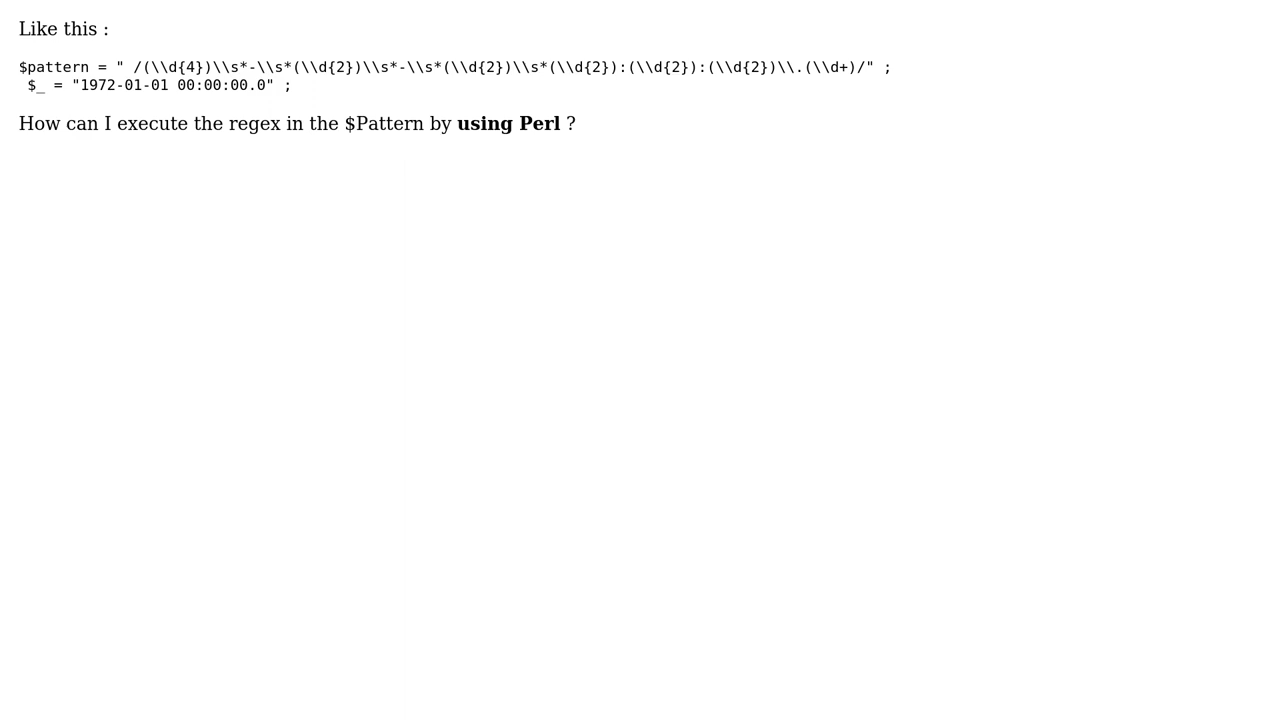 Like this :
$pattern = " /(\\d{4})\\s*-\\s*(\\d{2})\\s*-\\s*(\\d{2})\\s*(\\d{2}):(\\d{2}):(\\d{2})\\.(\\d+)/" ;
$_ = "1972-01-01 00:00:00.0" ;
How can I execute the regex in the $Pattern by using Perl ?